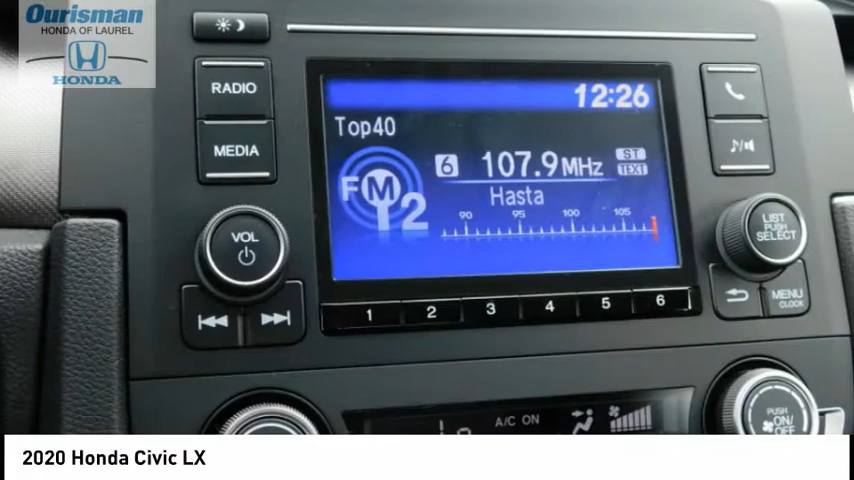 Ourisman
HONDA OF LAUREL
HONDA
RADIO
MEDIA
VOL
12:26
Top40
FM 2
6
107.9MHz
ST
TEXT
Hasta
90 95 100 105
1 2 3 4 5 6
LIST
PUSH
SELECT
MENU
CLOCK
A/C ON
PUSH
ON/
OFF
2020 Honda Civic LX